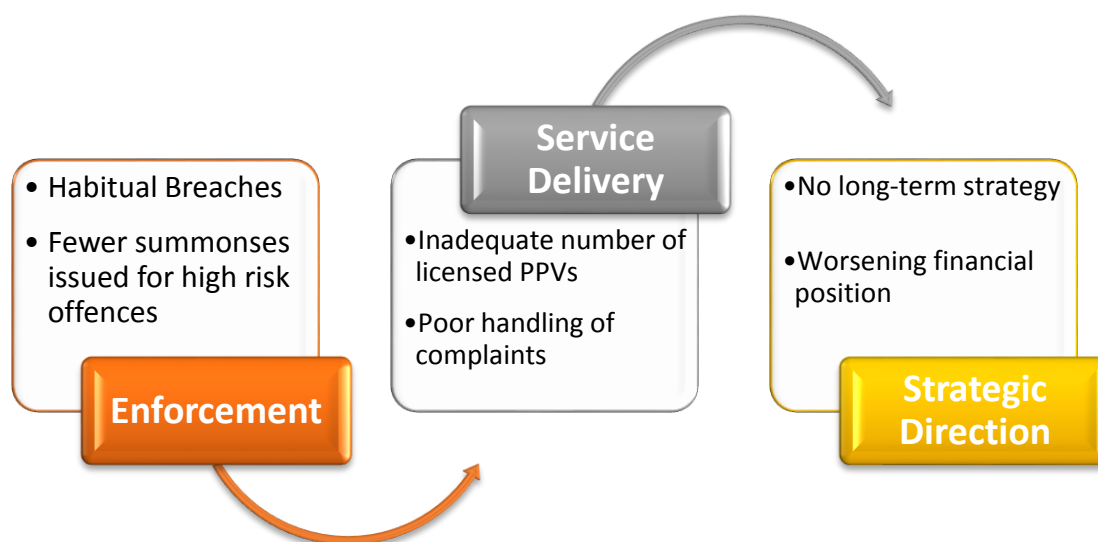 • Habitual Breaches
• Fewer summonses
issued for high risk
offences
Enforcement
Service
Delivery
•Inadequate number of
licensed PPVs
•Poor handling of
complaints
•No long-term strategy
•Worsening financial
position
Strategic
Direction